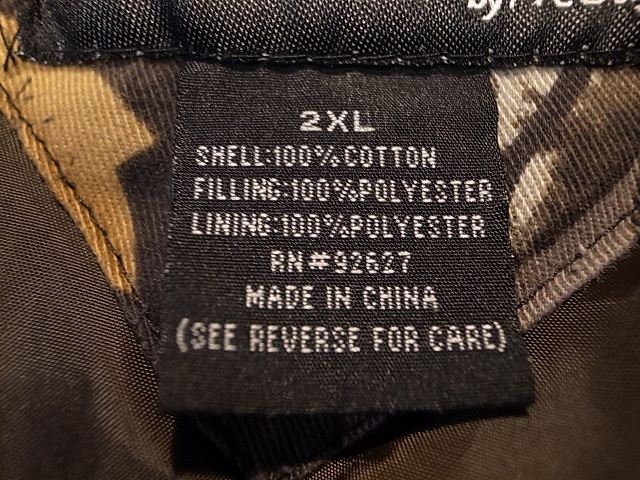 by
2XL
SHELL:100%COTTON
FILLING:100%POLYESTER
LINING:100%POLYESTER
RN#92627
MADE IN CHINA
(SEE REVERSE FOR CARE)